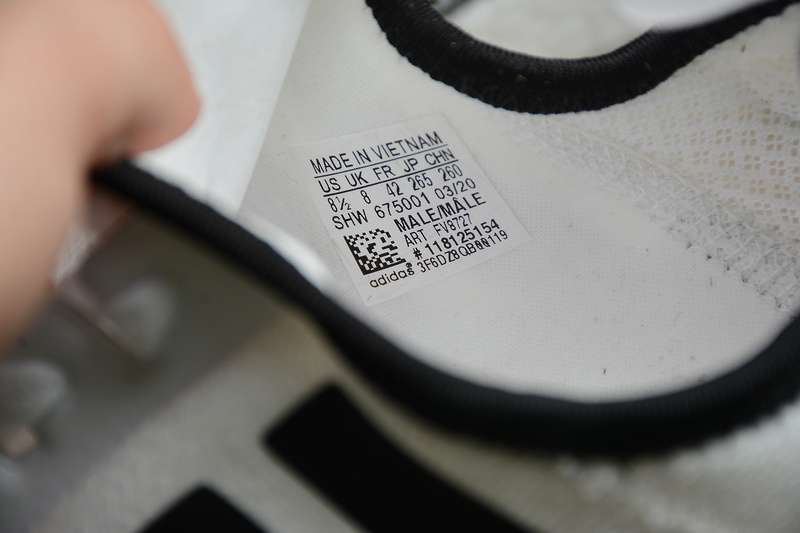 MADE IN VIETNAM
US UK FR JP CHN
8½ 8 42 265 260
SHW 675001 03/20
MALE/MÂLE
ART FV8727
# 118125154
adidas® 3F6DZ8QB00119